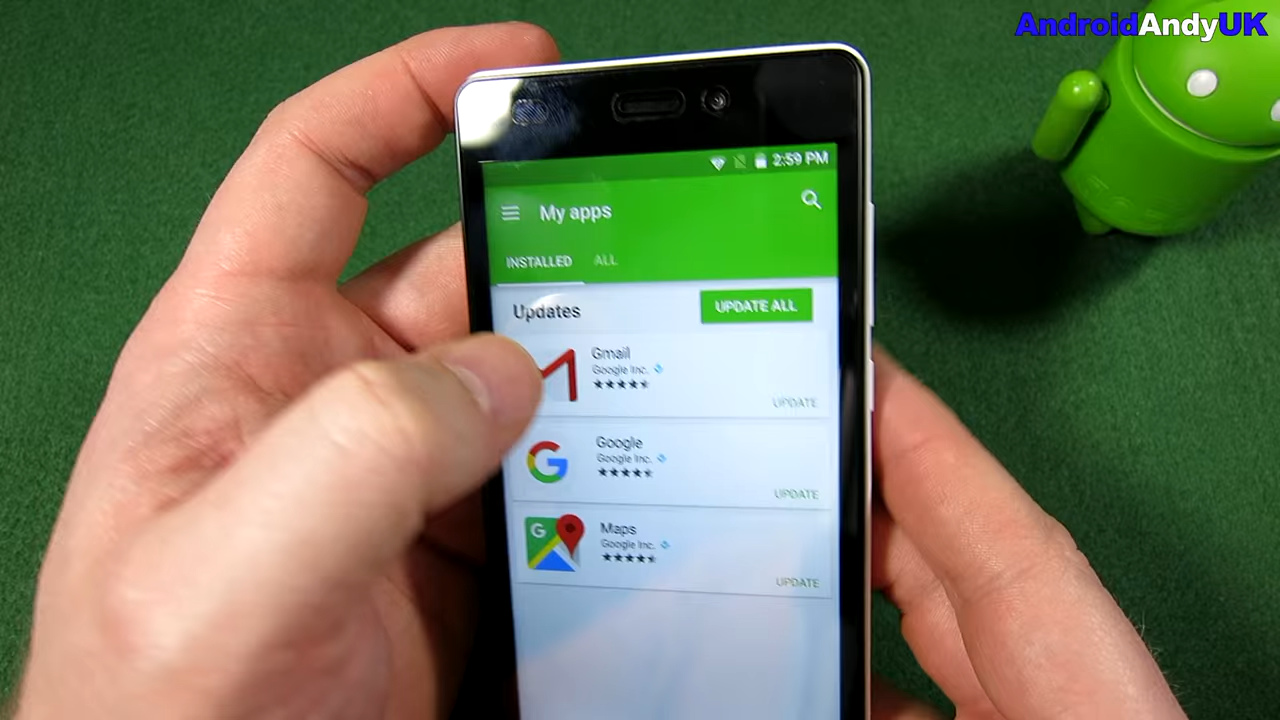 AndroidAndyUK
2:59 PM
My apps
INSTALLED ALL
Updates
UPDATE ALL
Gmail
Google Inc.
UPDATE
Google
Google Inc.
UPDATE
G
Maps
Google Inc.
UPDATE